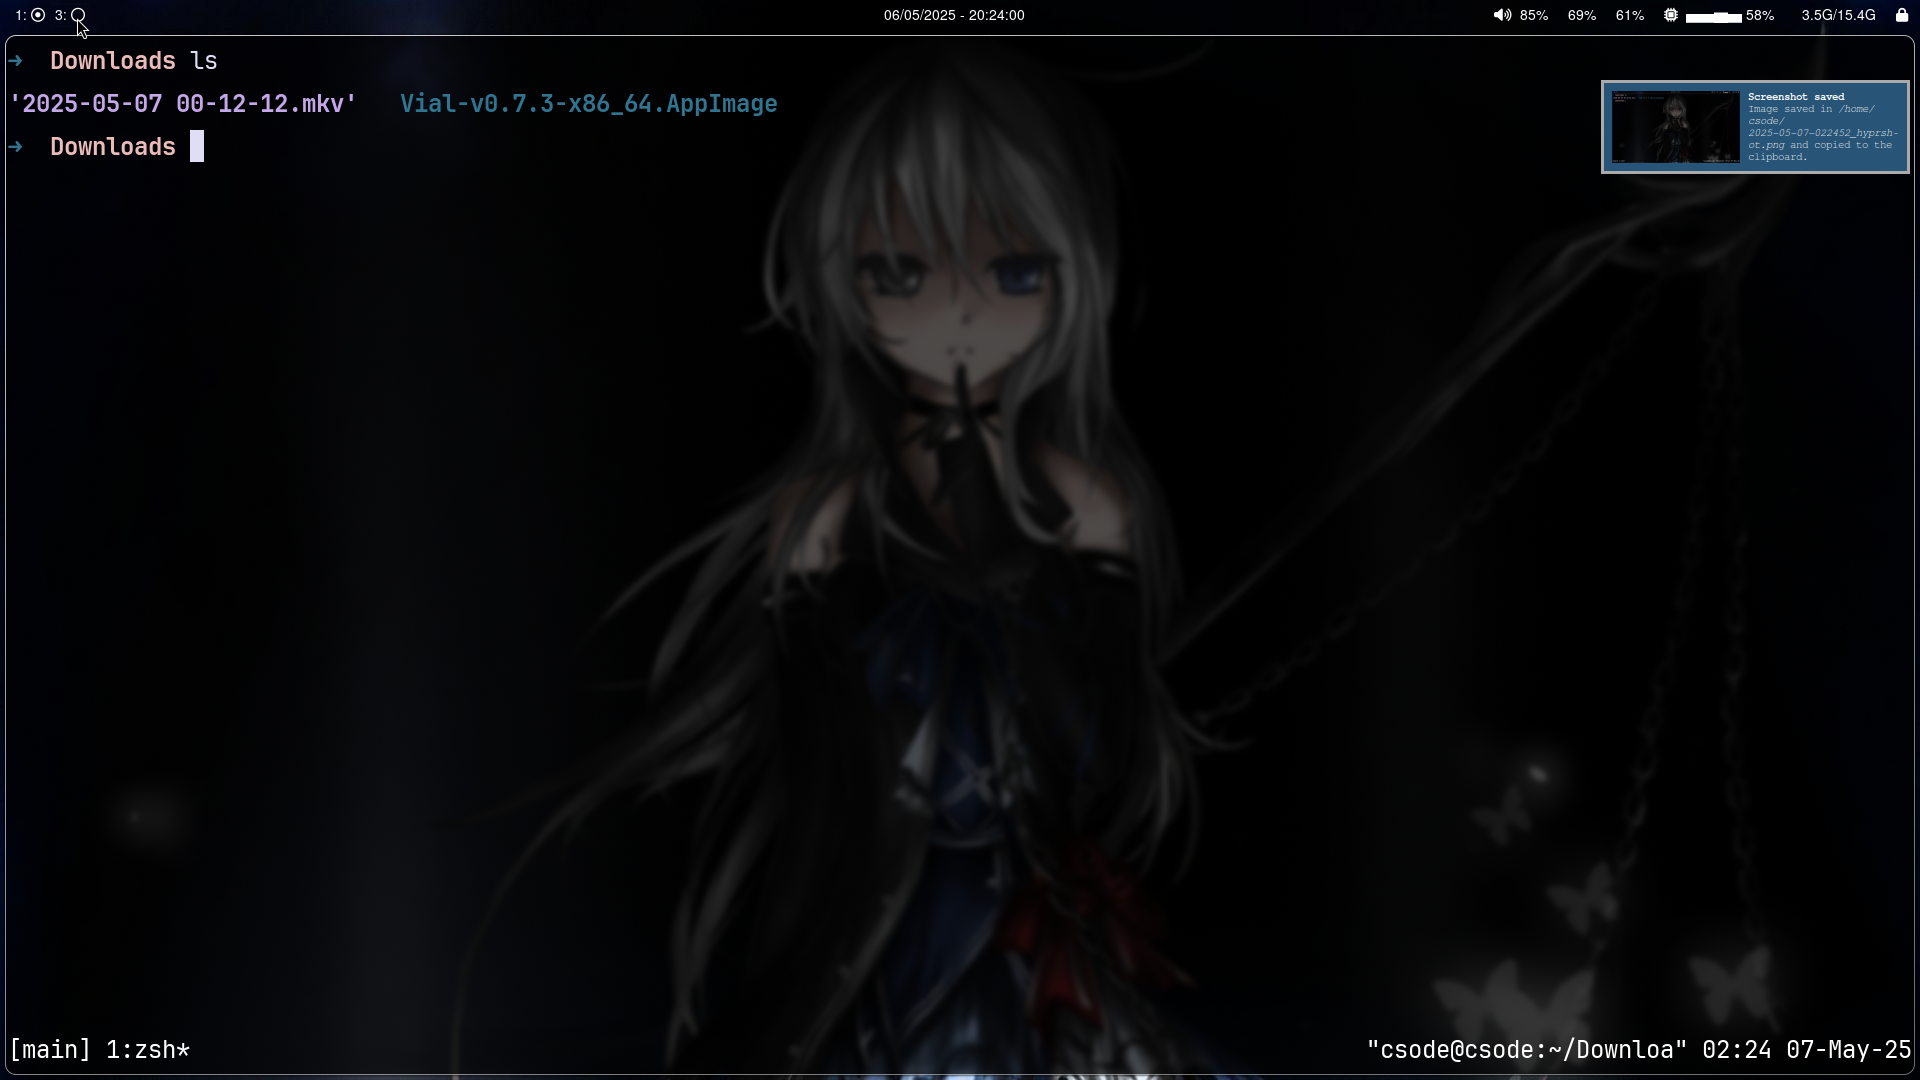 1: 3: 06/05/2025 - 20:24:00 85% 69% 61% 58% 3.5G/15.4G
→ Downloads ls
'2025-05-07 00-12-12.mkv' Vial-v0.7.3-x86_64.AppImage
→ Downloads
Screenshot saved
Image saved in /home/
csode/
2025-05-07-022452_hyprsh-
ot.png and copied to the
clipboard.
[main] 1:zsh* "csode@csode:~/Downloa" 02:24 07-May-25